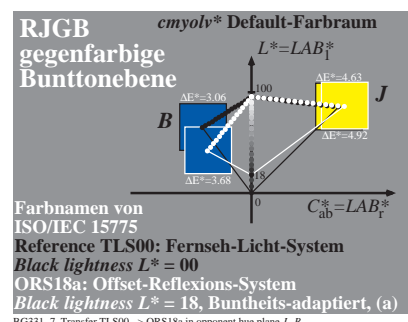 RJGB
gegenfarbige
Bunttonebene
cmyolv* Default-Farbraum
L*=LAB*l
100
ΔE*=4.63
ΔE*=3.06
J
B
ΔE*=4.92
ΔE*=3.68
18
0
C*ab=LAB*r
Farbnamen von
ISO/IEC 15775
Reference TLS00: Fernseh-Licht-System
Black lightness L* = 00
ORS18a: Offset-Reflexions-System
Black lightness L* = 18, Buntheits-adaptiert, (a)
BG331-7, Transfer TLS00 -> ORS18a in opponent hue plane J-B